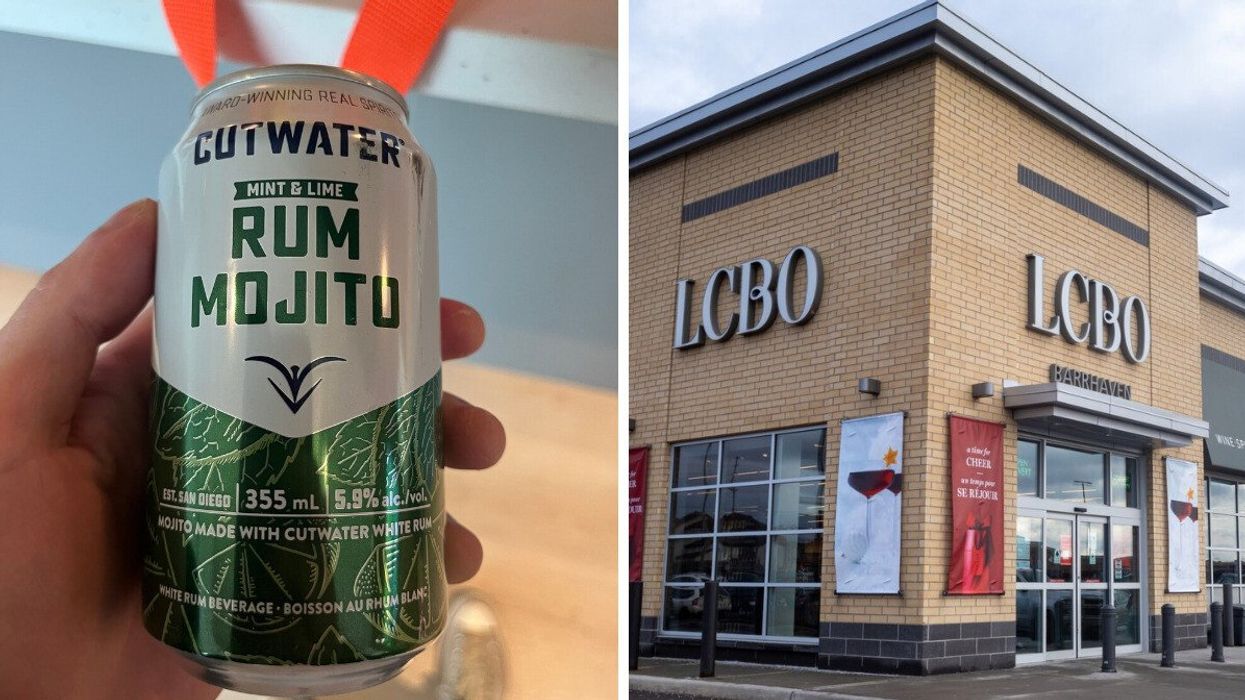 AWARD-WINNING REAL SPIRITS
CUTWATER
MINT & LIME
RUM
MOJITO
EST. SAN DIEGO 355 mL 5.9% alc./vol.
MOJITO MADE WITH CUTWATER WHITE RUM
WHITE RUM BEVERAGE · BOISSON AU RHUM BLANC
LCBO
LCBO
BARRHAVEN
a time for
CHEER
un temps pour
SE RÉJOUIR